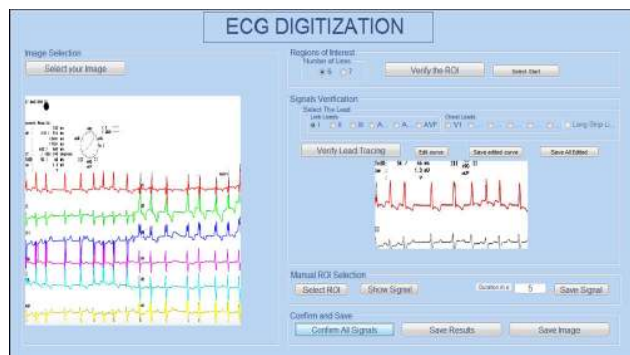 ECG DIGITIZATION
Image Selection
Select your Image
Regions of Interest
Number of Lines
6 7
Verify the ROI
Select Start
Signals Verification
Select The Lead
Limb Leads
Chest Leads
I II III A... A... AVF V1 Long Strip Li...
Verify Lead Tracing
Edit curve
Save edited curve
Save All Edited
Manual ROI Selection
Select ROI
Show Signal
Duration in s
5
Save Signal
Confirm and Save
Confirm All Signals
Save Results
Save Image